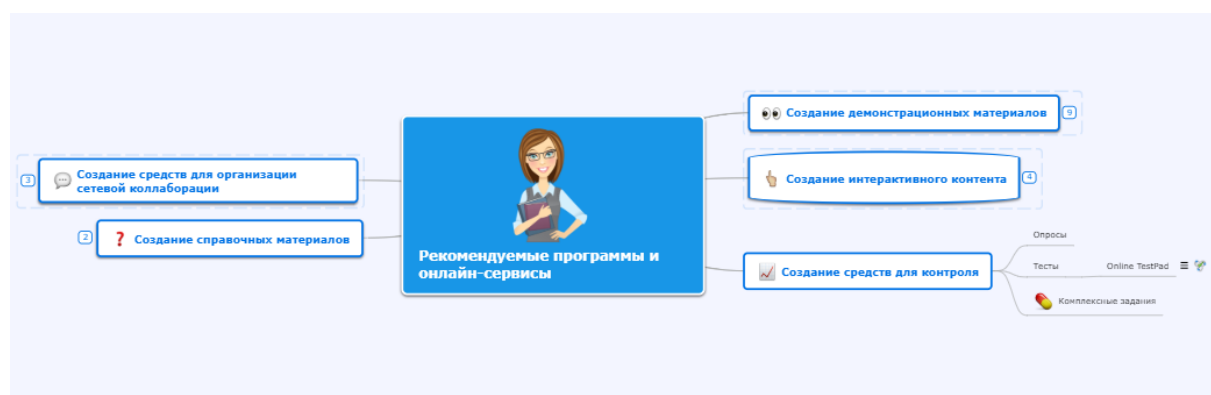 Создание демонстрационных материалов
9
Создание средств для организации
сетевой коллаборации
3
Создание интерактивного контента
4
Создание справочных материалов
2
Рекомендуемые программы и
онлайн-сервисы
Создание средств для контроля
Опросы
Тесты
Online TestPad
Комплексные задания